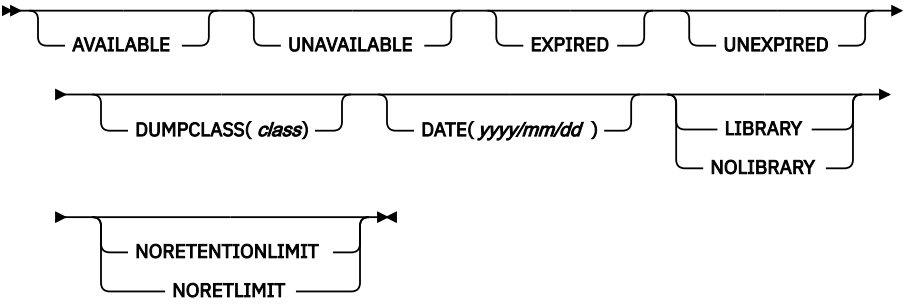 AVAILABLE UNAVAILABLE EXPIRED UNEXPIRED
DUMPCLASS( class) DATE( yyyy/mm/dd ) LIBRARY
NOLIBRARY
NORETENTIONLIMIT
NORETLIMIT